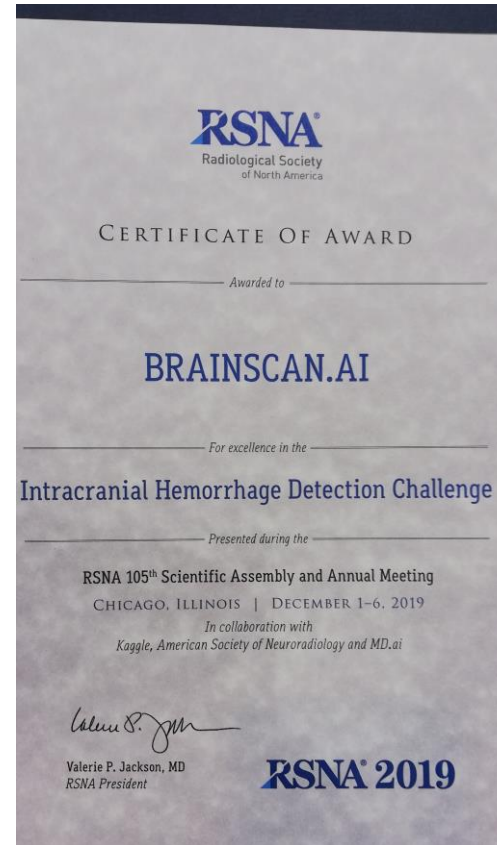 RSNA®
Radiological Society
of North America
CERTIFICATE OF AWARD
Awarded to
BRAINSCAN.AI
For excellence in the
Intracranial Hemorrhage Detection Challenge
Presented during the
RSNA 105th Scientific Assembly and Annual Meeting
CHICAGO, ILLINOIS | DECEMBER 1–6, 2019
In collaboration with
Kaggle, American Society of Neuroradiology and MD.ai
Valerie P. Jackson, MD
RSNA President
RSNA® 2019